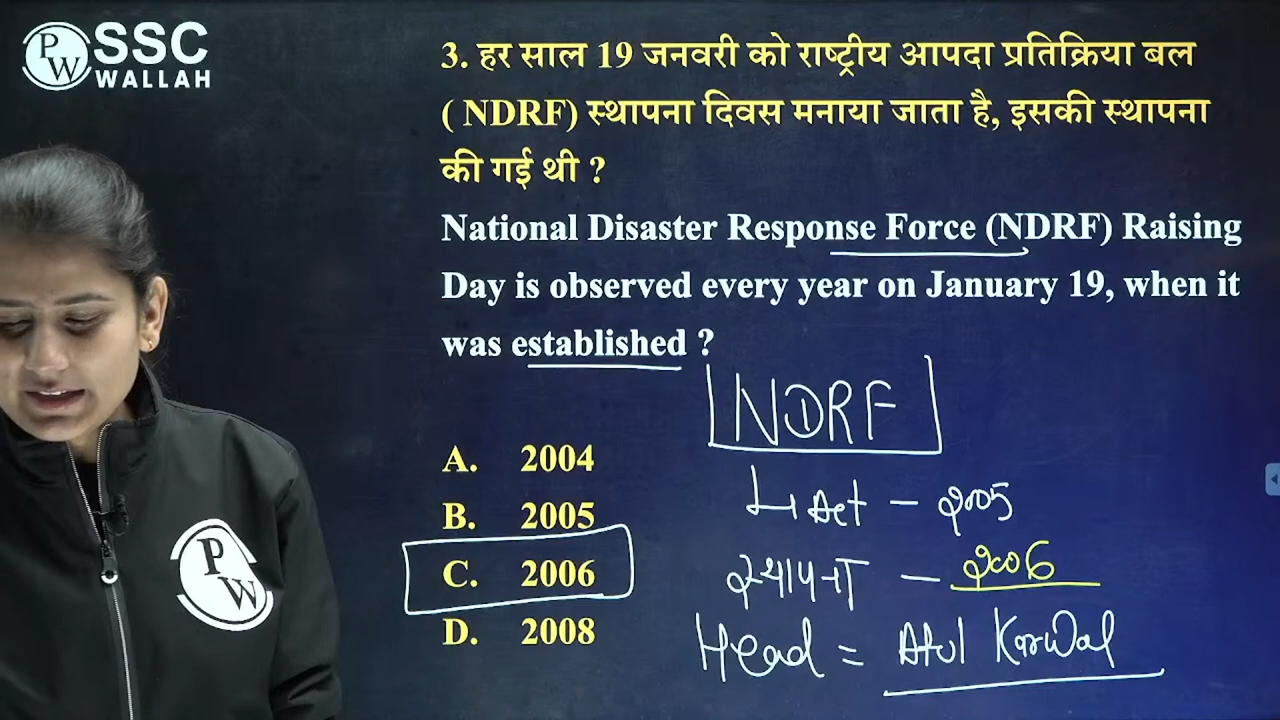 PW SSC
WALLAH
3. हर साल 19 जनवरी को राष्ट्रीय आपदा प्रतिक्रिया बल
( NDRF) स्थापना दिवस मनाया जाता है, इसकी स्थापना
की गई थी ?
National Disaster Response Force (NDRF) Raising
Day is observed every year on January 19, when it
was established ?
A. 2004
B. 2005
C. 2006
D. 2008
NDRF
Act - 2005
स्थापना - 2006
Head = Atul Karwal
PW